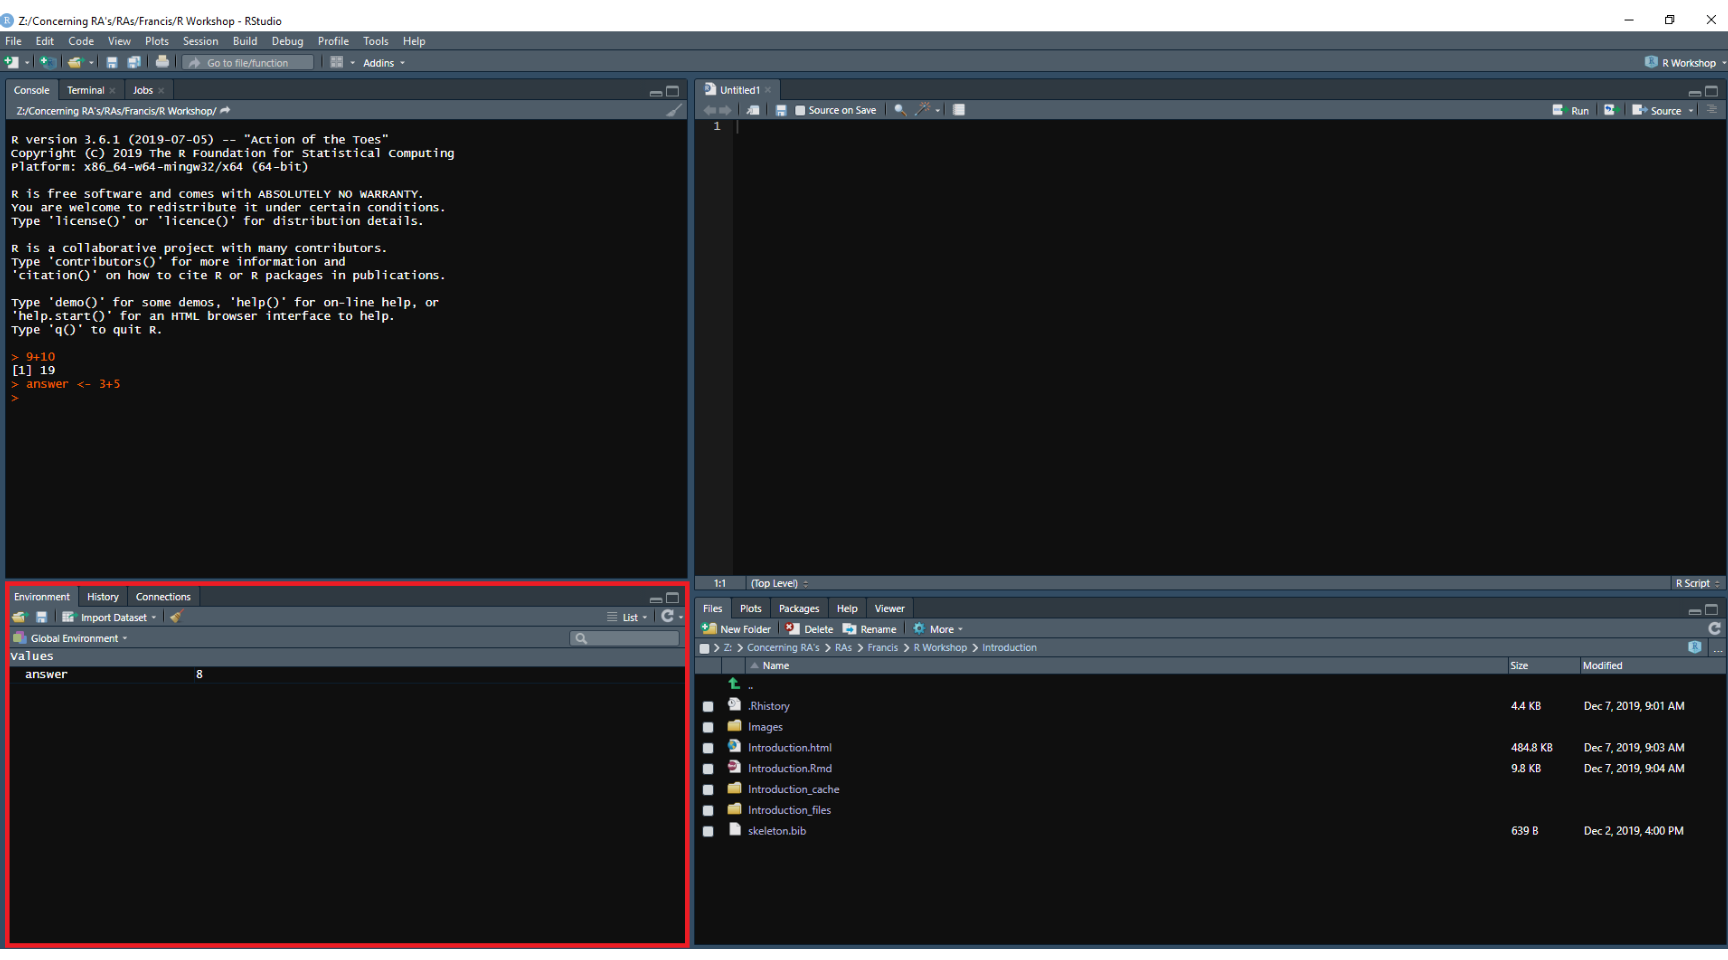 Z:/Concerning RA's/RAs/Francis/R Workshop - RStudio
File Edit Code View Plots Session Build Debug Profile Tools Help
Go to file/function Addins R Workshop
Console Terminal Jobs
Z:/Concerning RA's/RAs/Francis/R Workshop/
R version 3.6.1 (2019-07-05) -- "Action of the Toes"
Copyright (C) 2019 The R Foundation for Statistical Computing
Platform: x86_64-w64-mingw32/x64 (64-bit)
R is free software and comes with ABSOLUTELY NO WARRANTY.
You are welcome to redistribute it under certain conditions.
Type 'license()' or 'licence()' for distribution details.
R is a collaborative project with many contributors.
Type 'contributors()' for more information and
'citation()' on how to cite R or R packages in publications.
Type 'demo()' for some demos, 'help()' for on-line help, or
'help.start()' for an HTML browser interface to help.
Type 'q()' to quit R.
> 9+10
[1] 19
> answer <- 3+5
>
Untitled1
Source on Save Run Source
1
1:1 (Top Level) R Script
Environment History Connections
Import Dataset List
Global Environment
Values
answer 8
Files Plots Packages Help Viewer
New Folder Delete Rename More
Z: Concerning RA's RAs Francis R Workshop Introduction ...
Name Size Modified
..
.Rhistory 4.4 KB Dec 7, 2019, 9:01 AM
Images
Introduction.html 484.8 KB Dec 7, 2019, 9:03 AM
Introduction.Rmd 9.8 KB Dec 7, 2019, 9:04 AM
Introduction_cache
Introduction_files
skeleton.bib 639 B Dec 2, 2019, 4:00 PM